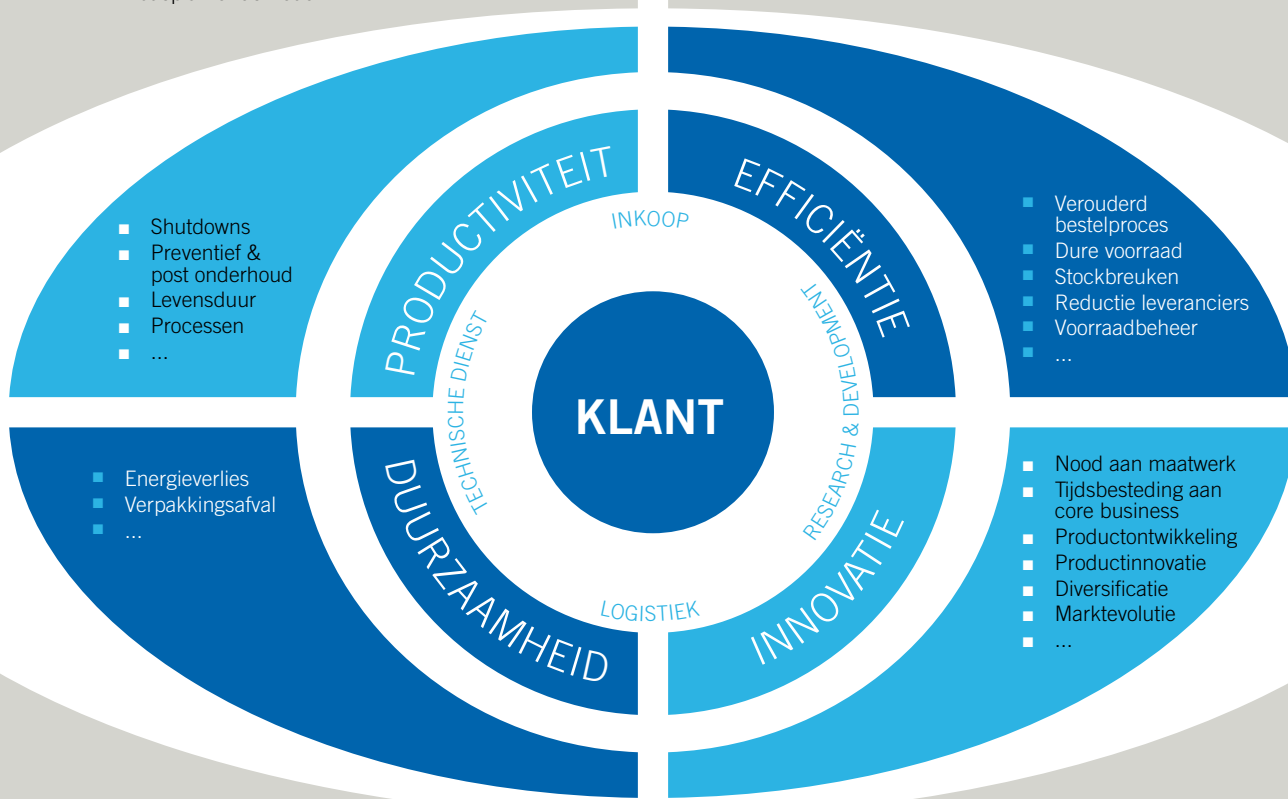 PRODUCTIVITEIT
EFFICIËNTIE
INKOOP
TECHNISCHE DIENST
RESEARCH & DEVELOPMENT
KLANT
LOGISTIEK
DUURZAAMHEID
INNOVATIE
Shutdowns
Preventief &
post onderhoud
Levensduur
Processen
...
Verouderd
bestelproces
Dure voorraad
Stockbreuken
Reductie leveranciers
Voorraadbeheer
...
Energieverlies
Verpakkingsafval
...
Nood aan maatwerk
Tijdsbesteding aan
core business
Productontwikkeling
Productinnovatie
Diversificatie
Marktevolutie
...